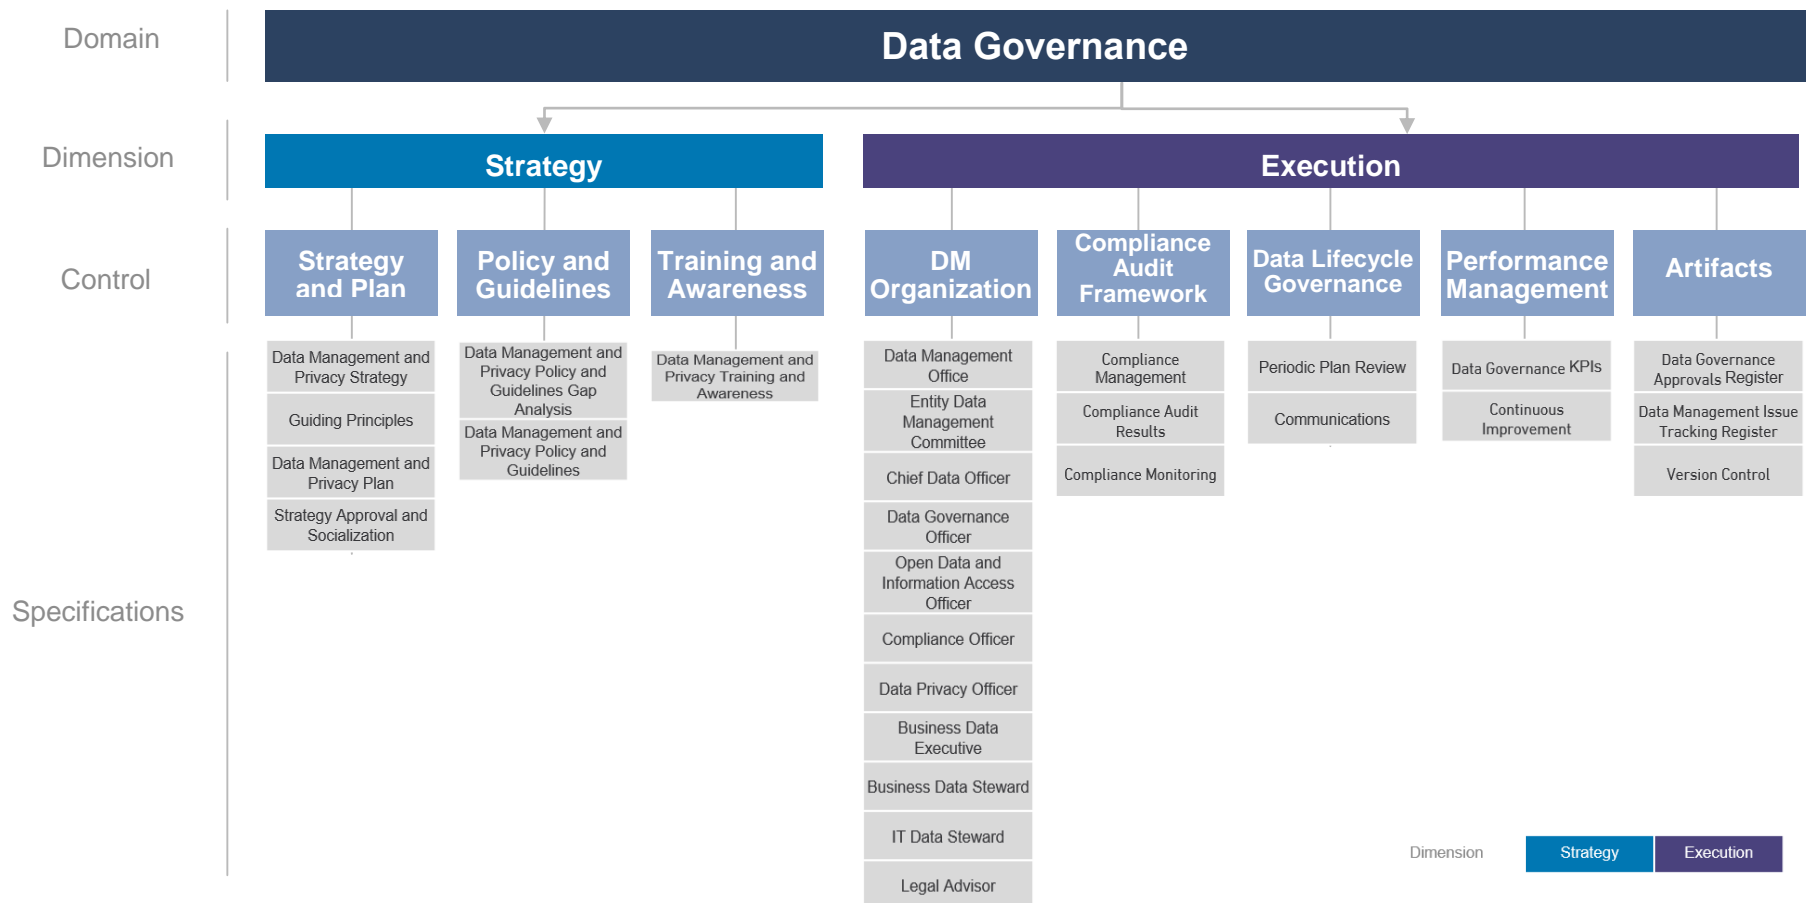 Domain
Data Governance
Dimension
Strategy
Execution
Control
Strategy
and Plan
Policy and
Guidelines
Training and
Awareness
DM
Organization
Compliance
Audit
Framework
Data Lifecycle
Governance
Performance
Management
Artifacts
Specifications
Data Management and
Privacy Strategy
Guiding Principles
Data Management and
Privacy Plan
Strategy Approval and
Socialization
Data Management and
Privacy Policy and
Guidelines Gap
Analysis
Data Management and
Privacy Policy and
Guidelines
Data Management and
Privacy Training and
Awareness
Data Management
Office
Entity Data
Management
Committee
Chief Data Officer
Data Governance
Officer
Open Data and
Information Access
Officer
Compliance Officer
Data Privacy Officer
Business Data
Executive
Business Data Steward
IT Data Steward
Legal Advisor
Compliance
Management
Compliance Audit
Results
Compliance Monitoring
Periodic Plan Review
Communications
Data Governance KPIs
Continuous
Improvement
Data Governance
Approvals Register
Data Management Issue
Tracking Register
Version Control
Dimension
Strategy
Execution